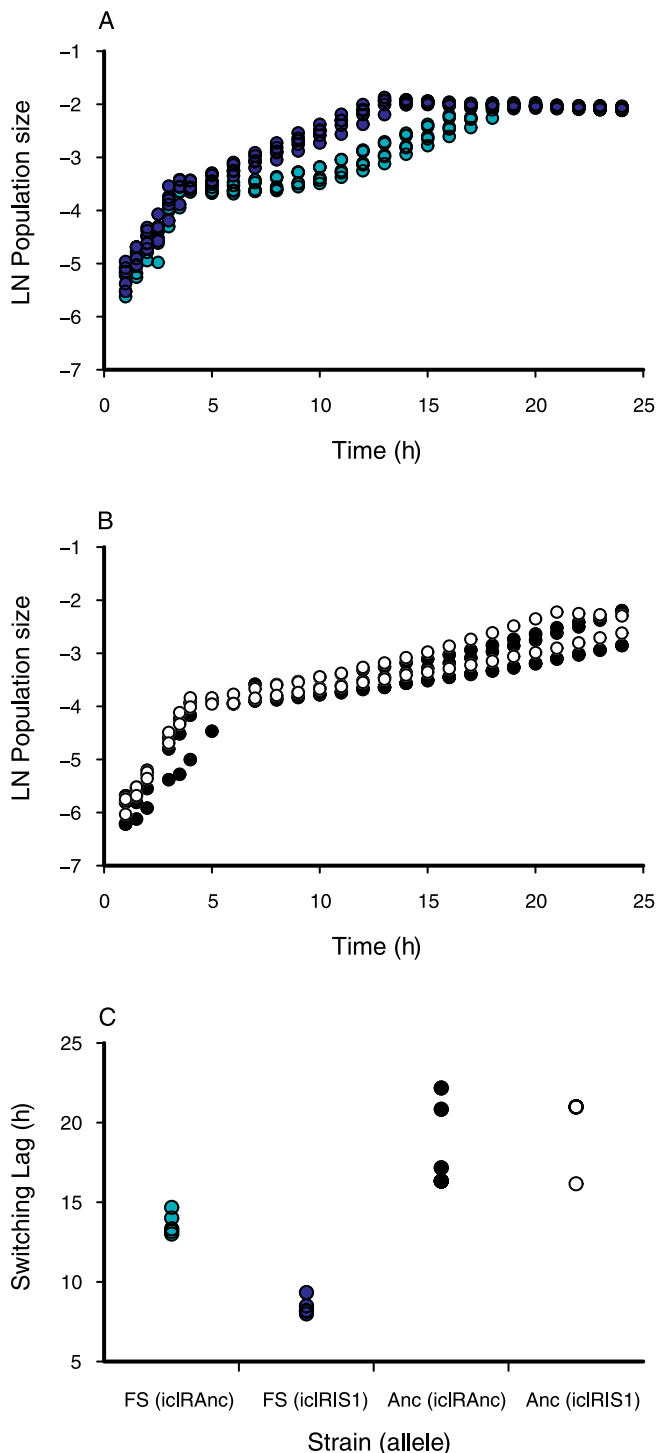 A
−1
−2
−3
−4
−5
−6
−7
LN Population size
0 5 10 15 20 25
Time (h)
B
−1
−2
−3
−4
−5
−6
−7
LN Population size
0 5 10 15 20 25
Time (h)
C
25
20
15
10
5
Switching Lag (h)
FS (iclRAnc) FS (iclRIS1) Anc (iclRAnc) Anc (iclRIS1)
Strain (allele)